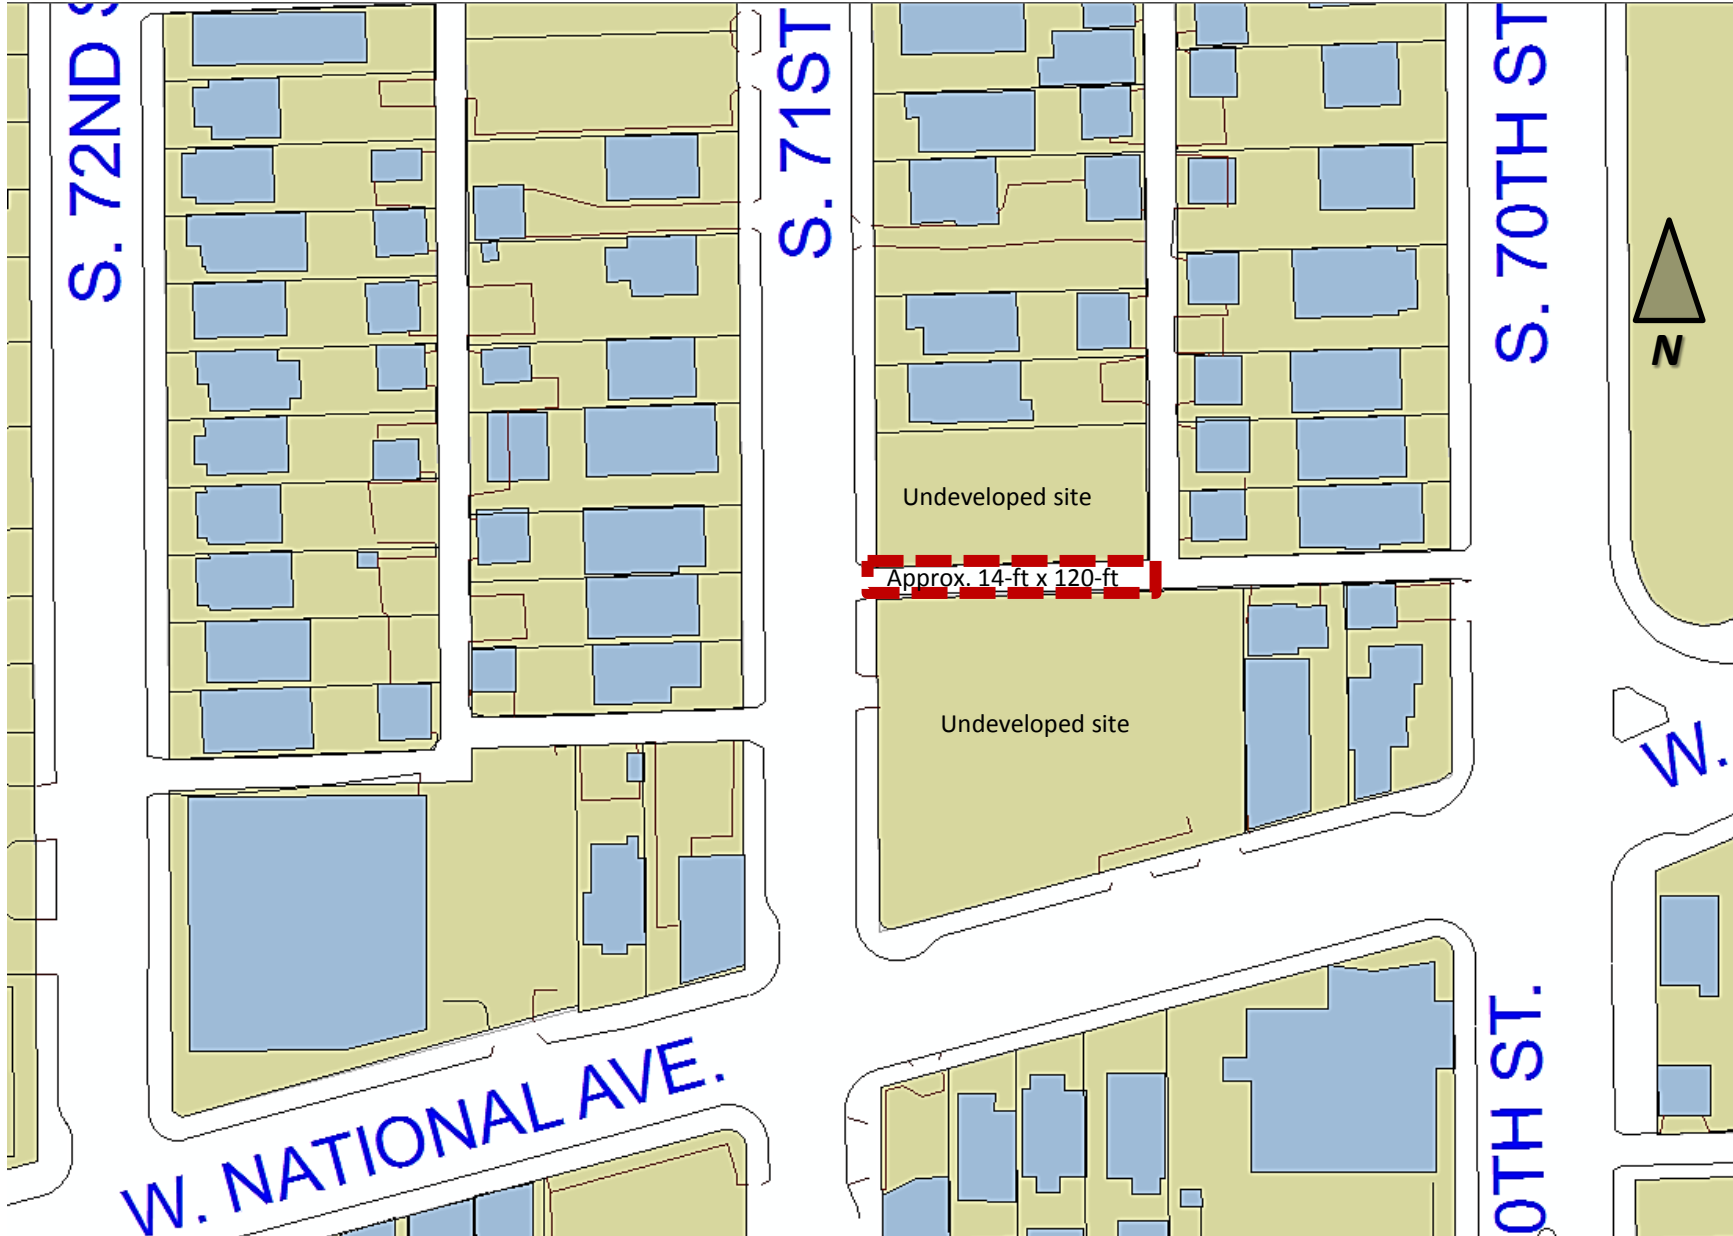 S. 72ND S
S. 71ST
S. 70TH ST
N
Undeveloped site
Approx. 14-ft x 120-ft
Undeveloped site
W.
W. NATIONAL AVE.
0TH ST.